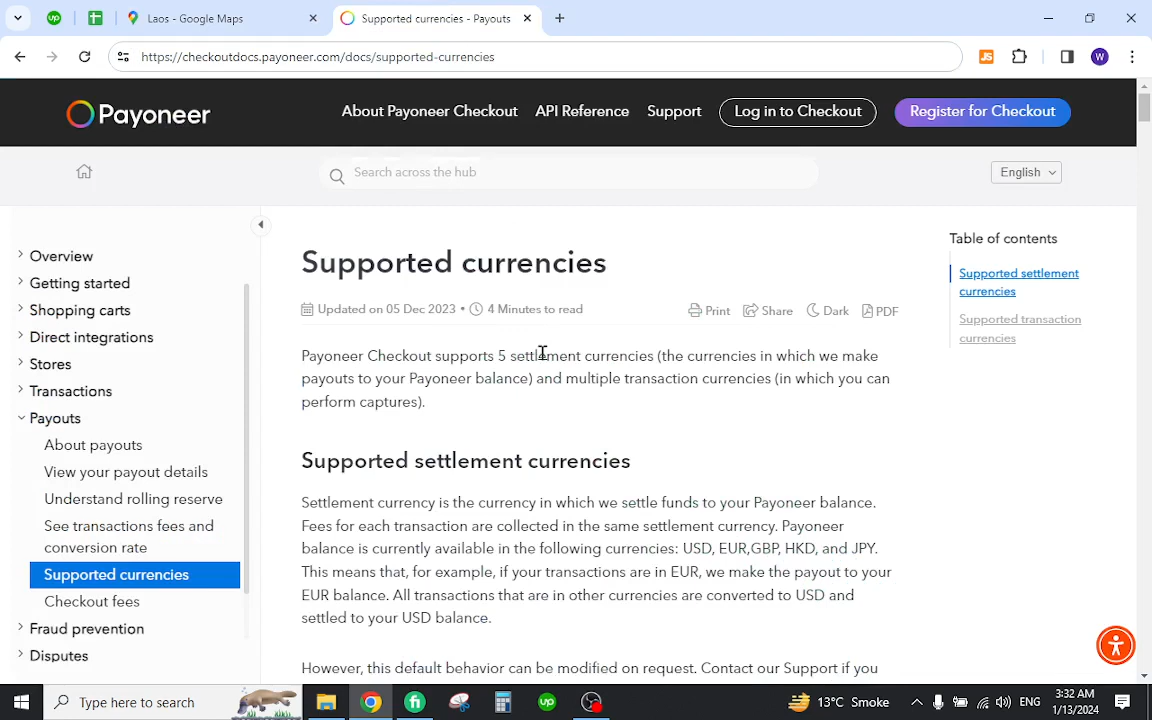 Laos - Google Maps
Supported currencies - Payouts
https://checkoutdocs.payoneer.com/docs/supported-currencies
JS
W
Payoneer
About Payoneer Checkout
API Reference
Support
Log in to Checkout
Register for Checkout
Search across the hub
English
Overview
Getting started
Shopping carts
Direct integrations
Stores
Transactions
Payouts
About payouts
View your payout details
Understand rolling reserve
See transactions fees and
conversion rate
Supported currencies
Checkout fees
Fraud prevention
Disputes
Supported currencies
Updated on 05 Dec 2023 • 4 Minutes to read
Print
Share
Dark
PDF
Payoneer Checkout supports 5 settlement currencies (the currencies in which we make
payouts to your Payoneer balance) and multiple transaction currencies (in which you can
perform captures).
Supported settlement currencies
Settlement currency is the currency in which we settle funds to your Payoneer balance.
Fees for each transaction are collected in the same settlement currency. Payoneer
balance is currently available in the following currencies: USD, EUR,GBP, HKD, and JPY.
This means that, for example, if your transactions are in EUR, we make the payout to your
EUR balance. All transactions that are in other currencies are converted to USD and
settled to your USD balance.
However, this default behavior can be modified on request. Contact our Support if you
Table of contents
Supported settlement
currencies
Supported transaction
currencies
Type here to search
13°C Smoke
ENG
3:32 AM
1/13/2024